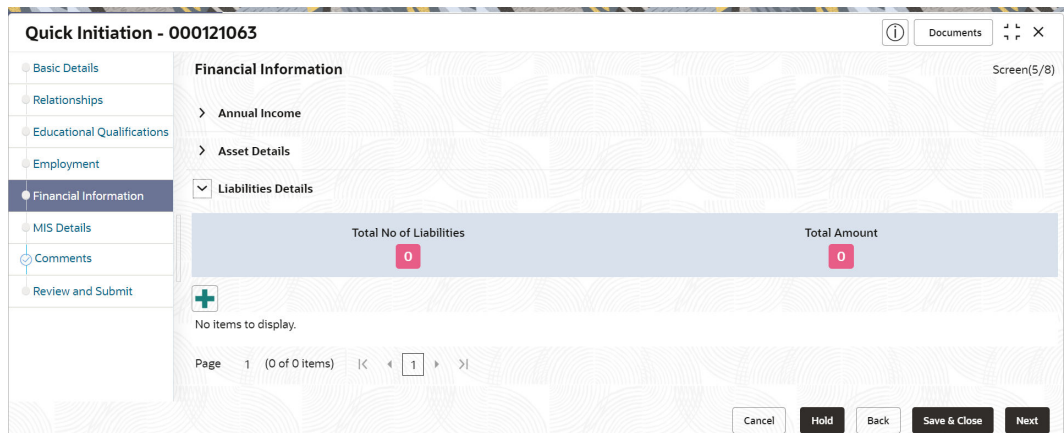 Quick Initiation - 000121063
Documents
Basic Details
Relationships
Educational Qualifications
Employment
Financial Information
MIS Details
Comments
Review and Submit
Financial Information
Screen(5/8)
Annual Income
Asset Details
Liabilities Details
Total No of Liabilities
0
Total Amount
0
No items to display.
Page 1 (0 of 0 items) 1
Cancel
Hold
Back
Save & Close
Next